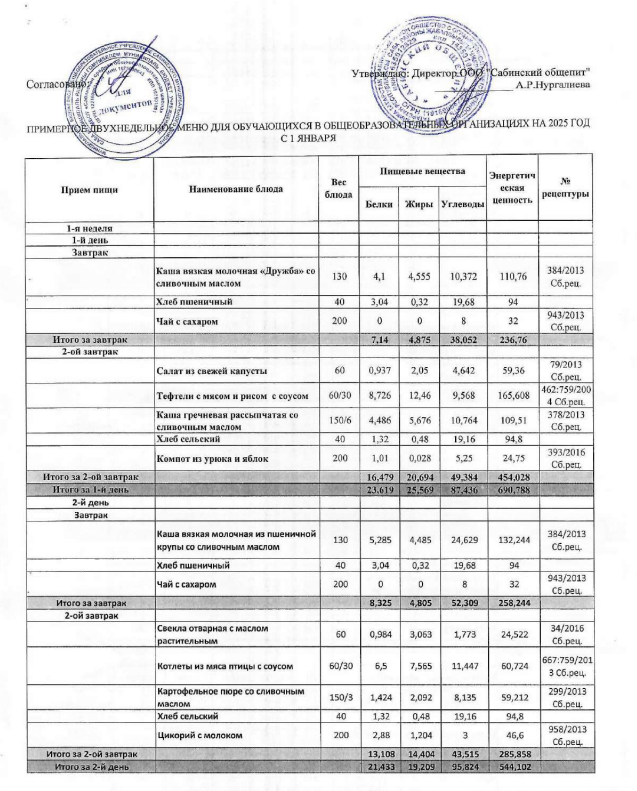 Согласовано:
для
документов
Утверждаю: Директор ООО "Сабинский общепит"
А.Р.Нургалиева
ПРИМЕРНОЕ ДВУХНЕДЕЛЬНОЕ МЕНЮ ДЛЯ ОБУЧАЮЩИХСЯ В ОБЩЕОБРАЗОВАТЕЛЬНЫХ ОРГАНИЗАЦИЯХ НА 2025 ГОД
С 1 ЯНВАРЯ
Прием пищи Наименование блюда Вес блюда Пищевые вещества Энергетич еская ценность № рецептуры
Белки Жиры Углеводы
1-я неделя
1-й день
Завтрак
Каша вязкая молочная «Дружба» со сливочным маслом 130 4,1 4,555 10,372 110,76 384/2013 Сб.рец.
Хлеб пшеничный 40 3,04 0,32 19,68 94
Чай с сахаром 200 0 0 8 32 943/2013 Сб.рец.
Итого за завтрак 7,14 4,875 38,052 236,76
2-ой завтрак
Салат из свежей капусты 60 0,937 2,05 4,642 59,36 79/2013 Сб.рец.
Тефтели с мясом и рисом с соусом 60/30 8,726 12,46 9,568 165,608 462:759/200 4 Сб.рец.
Каша гречневая рассыпчатая со сливочным маслом 150/6 4,486 5,676 10,764 109,51 378/2013 Сб.рец.
Хлеб сельский 40 1,32 0,48 19,16 94,8
Компот из урюка и яблок 200 1,01 0,028 5,25 24,75 393/2016 Сб.рец.
Итого за 2-ой завтрак 16,479 20,694 49,384 454,028
Итого за 1-й день 23,619 25,569 87,436 690,788
2-й день
Завтрак
Каша вязкая молочная из пшеничной крупы со сливочным маслом 130 5,285 4,485 24,629 132,244 384/2013 Сб.рец.
Хлеб пшеничный 40 3,04 0,32 19,68 94
Чай с сахаром 200 0 0 8 32 943/2013 Сб.рец.
Итого за завтрак 8,325 4,805 52,309 258,244
2-ой завтрак
Свекла отварная с маслом растительным 60 0,984 3,063 1,773 24,522 34/2016 Сб.рец.
Котлеты из мяса птицы с соусом 60/30 6,5 7,565 11,447 60,724 667:759/201 3 Сб.рец.
Картофельное пюре со сливочным маслом 150/3 1,424 2,092 8,135 59,212 299/2013 Сб.рец.
Хлеб сельский 40 1,32 0,48 19,16 94,8
Цикорий с молоком 200 2,88 1,204 3 46,6 958/2013 Сб.рец.
Итого за 2-ой завтрак 13,108 14,404 43,515 285,858
Итого за 2-й день 21,433 19,209 95,824 544,102